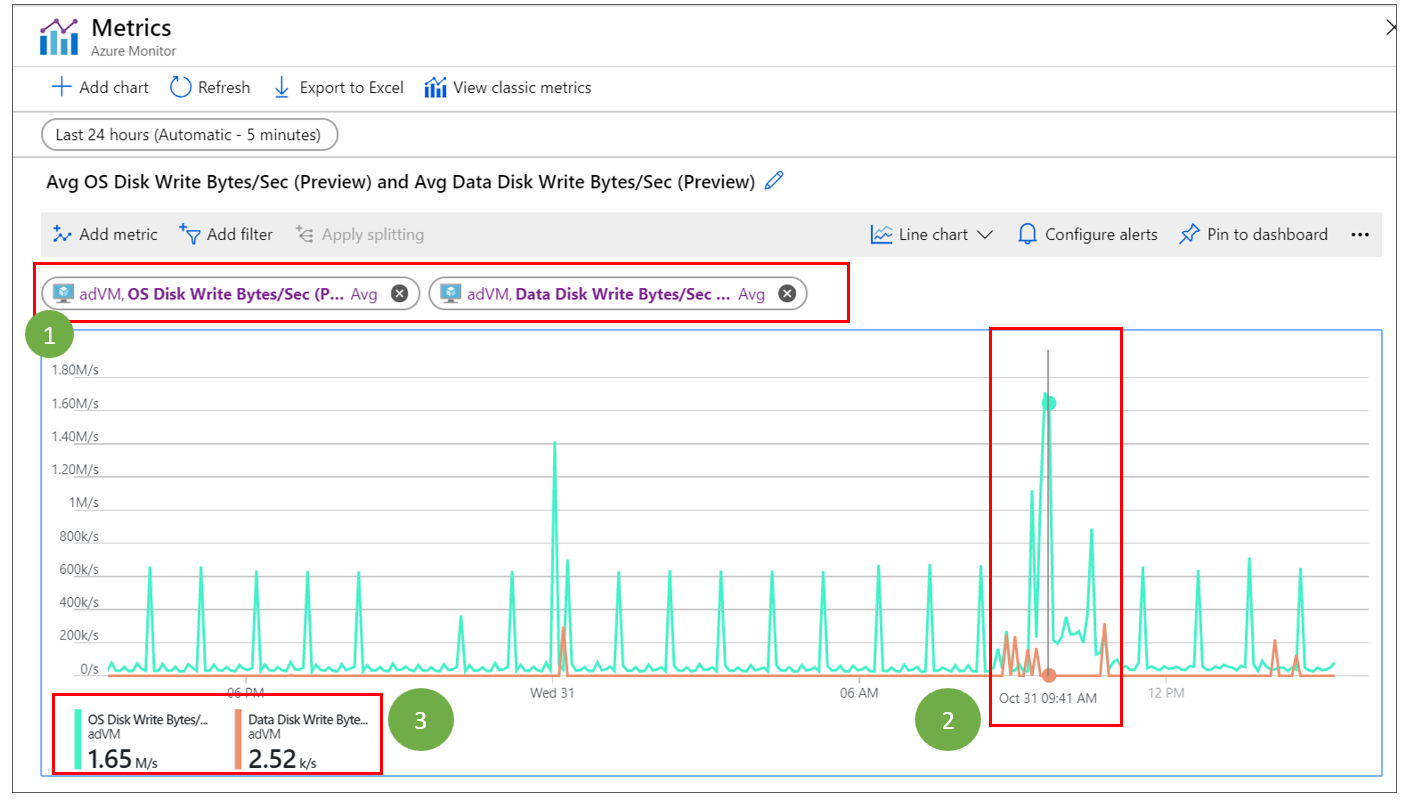 Metrics
Azure Monitor
Add chart Refresh Export to Excel View classic metrics
Last 24 hours (Automatic - 5 minutes)
Avg OS Disk Write Bytes/Sec (Preview) and Avg Data Disk Write Bytes/Sec (Preview)
Add metric Add filter Apply splitting Line chart Configure alerts Pin to dashboard
adVM, OS Disk Write Bytes/Sec (P... Avg adVM, Data Disk Write Bytes/Sec ... Avg
1
1.80M/s
1.60M/s
1.40M/s
1.20M/s
1M/s
800k/s
600k/s
400k/s
200k/s
0/s
06 PM Wed 31 06 AM Oct 31 09:41 AM 12 PM
OS Disk Write Bytes/... Data Disk Write Byte...
adVM adVM
1.65 M/s 2.52 k/s
3
2